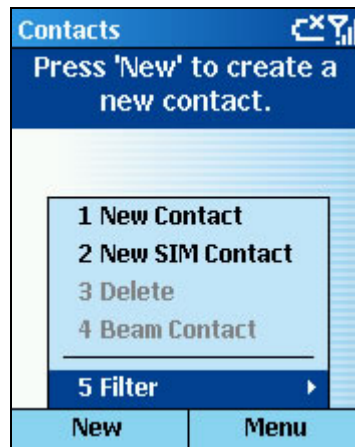 Contacts
Press 'New' to create a
new contact.
1 New Contact
2 New SIM Contact
3 Delete
4 Beam Contact
5 Filter
New Menu